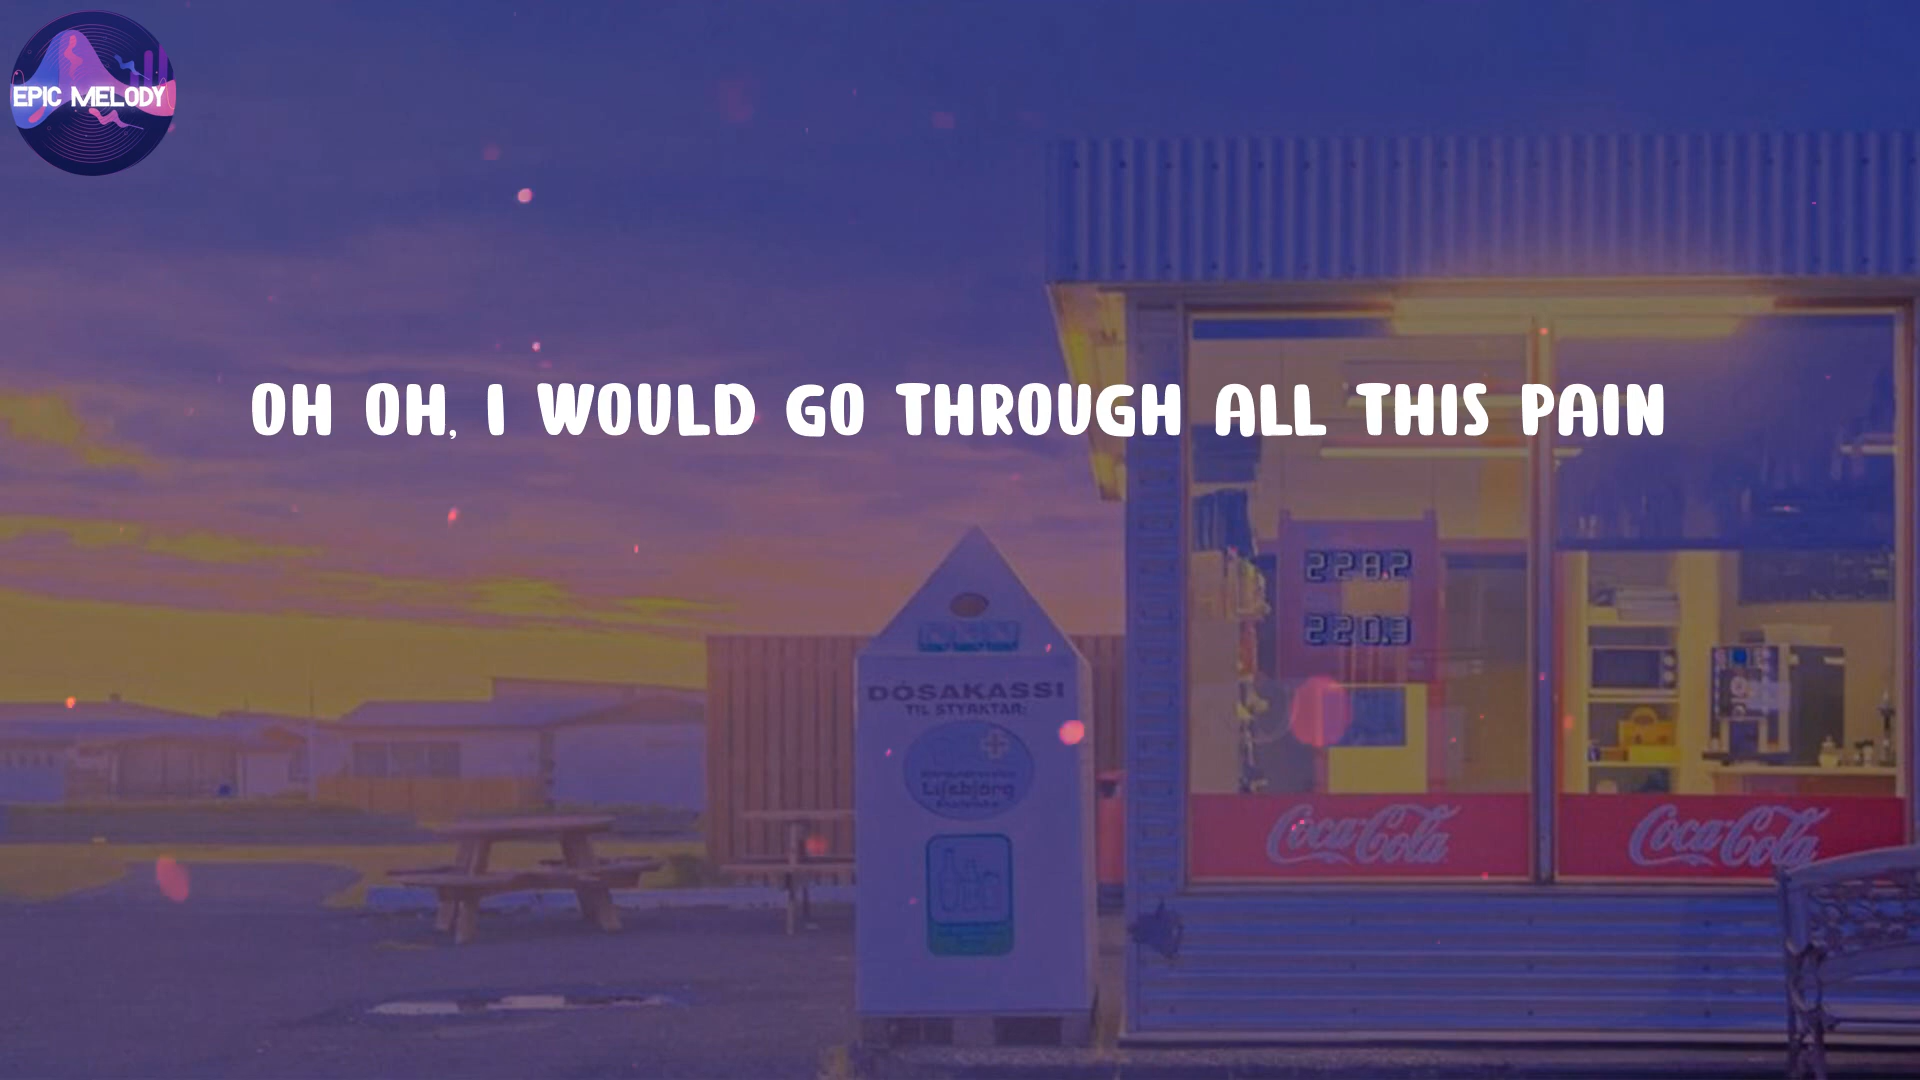 EPIC MELODY
OH OH, I WOULD GO THROUGH ALL THIS PAIN
228.2
220.3
DÓSAKASSI
TIL STYRKTAR:
Lífsbjörg
Coca-Cola
Coca-Cola